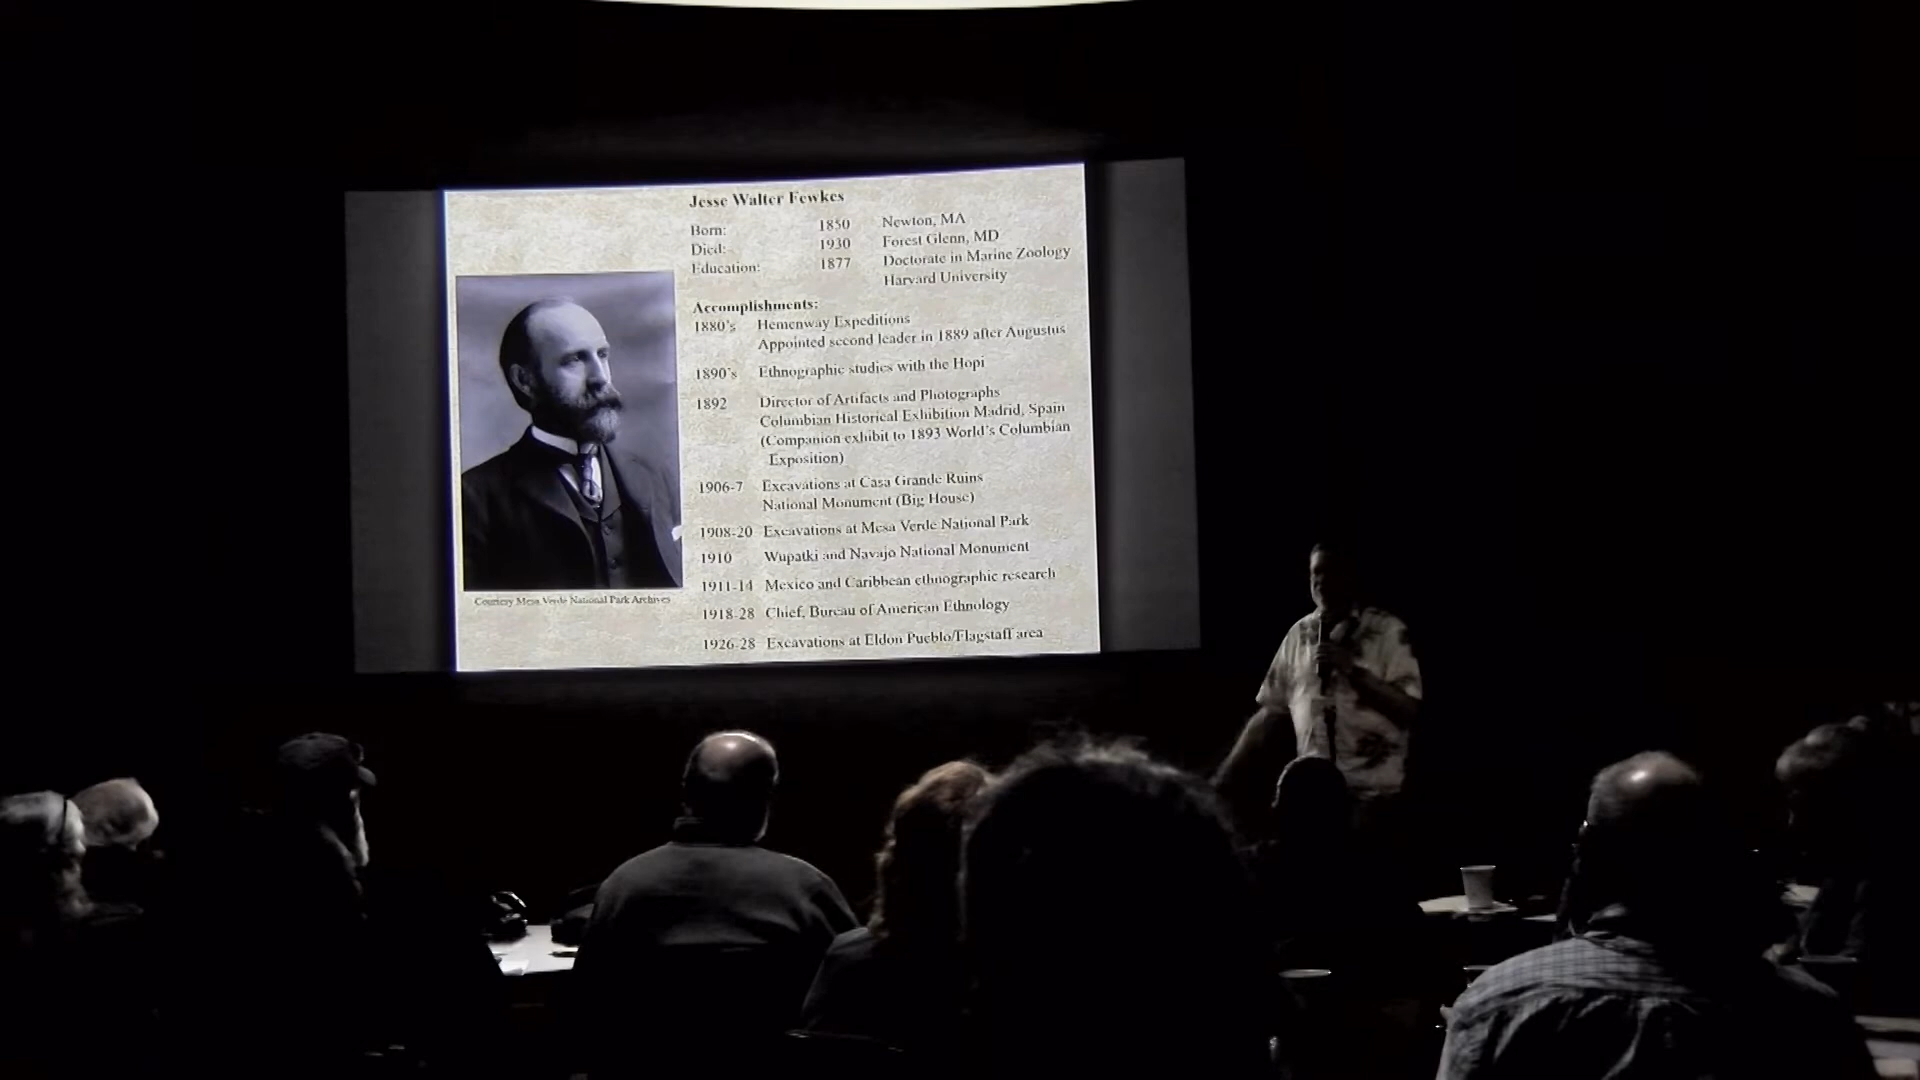 Jesse Walter Fewkes
Born: 1850 Newton, MA
Died: 1930 Forest Glenn, MD
Education: 1877 Doctorate in Marine Zoology
Harvard University
Accomplishments:
1880's Hemenway Expeditions
Appointed second leader in 1889 after Augustus
1890's Ethnographic studies with the Hopi
1892 Director of Artifacts and Photographs
Columbian Historical Exhibition Madrid, Spain
(Companion exhibit to 1893 World's Columbian
Exposition)
1906-7 Excavations at Casa Grande Ruins
National Monument (Big House)
1908-20 Excavations at Mesa Verde National Park
1910 Wupatki and Navajo National Monument
1911-14 Mexico and Caribbean ethnographic research
1918-28 Chief, Bureau of American Ethnology
1926-28 Excavations at Eldon Pueblo/Flagstaff area
Courtesy Mesa Verde National Park Archives